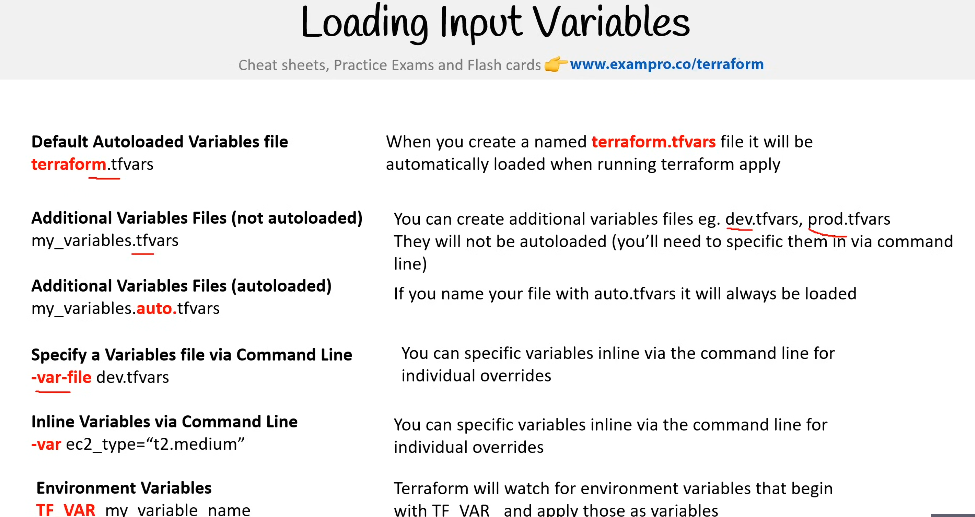 Loading Input Variables
Cheat sheets, Practice Exams and Flash cards 👉 www.exampro.co/terraform
Default Autoloaded Variables file
terraform.tfvars
When you create a named terraform.tfvars file it will be
automatically loaded when running terraform apply
Additional Variables Files (not autoloaded)
my_variables.tfvars
You can create additional variables files eg. dev.tfvars, prod.tfvars
They will not be autoloaded (you'll need to specific them in via command
line)
Additional Variables Files (autoloaded)
my_variables.auto.tfvars
If you name your file with auto.tfvars it will always be loaded
Specify a Variables file via Command Line
-var-file dev.tfvars
You can specific variables inline via the command line for
individual overrides
Inline Variables via Command Line
-var ec2_type="t2.medium"
You can specific variables inline via the command line for
individual overrides
Environment Variables
TF_VAR_my_variable_name
Terraform will watch for environment variables that begin
with TF_VAR_ and apply those as variables